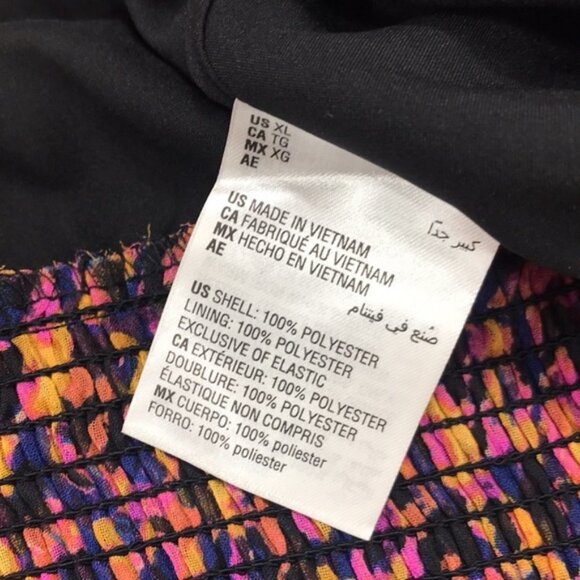 US XL
CA TG
MX XG
AE كبير جدًا
US MADE IN VIETNAM
CA FABRIQUÉ AU VIETNAM
MX HECHO EN VIETNAM
AE صُنع في فيتنام
US SHELL: 100% POLYESTER
LINING: 100% POLYESTER
EXCLUSIVE OF ELASTIC
CA EXTÉRIEUR: 100% POLYESTER
DOUBLURE: 100% POLYESTER
ÉLASTIQUE NON COMPRIS
MX CUERPO: 100% poliester
FORRO: 100% poliester